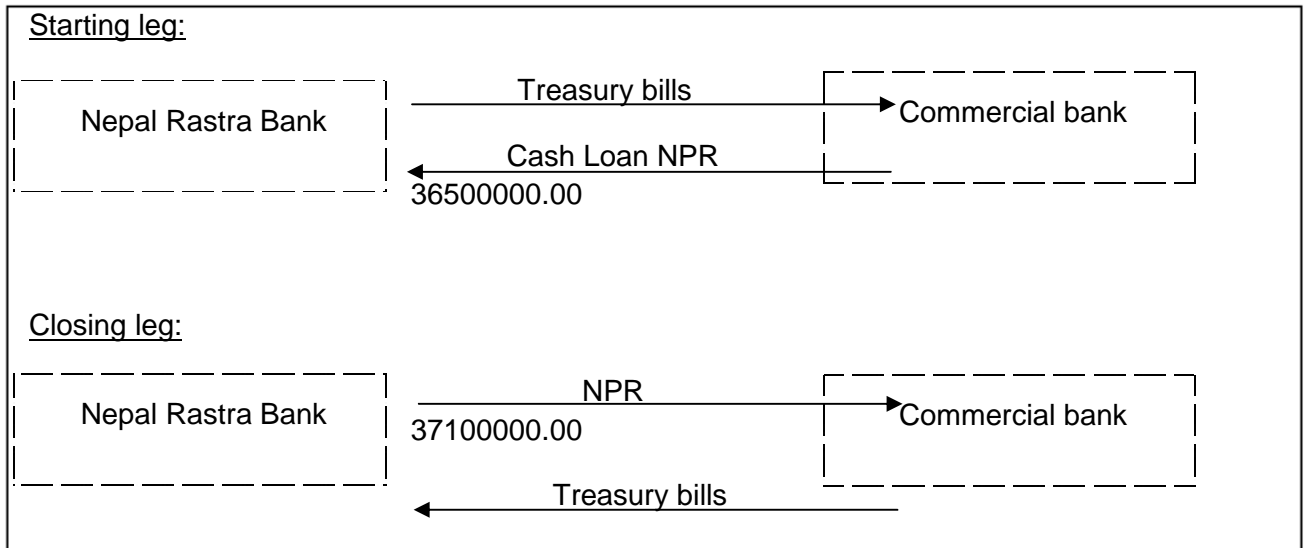 Starting leg:
Treasury bills
Nepal Rastra Bank
Commercial bank
Cash Loan NPR
36500000.00
Closing leg:
NPR
Nepal Rastra Bank
Commercial bank
37100000.00
Treasury bills